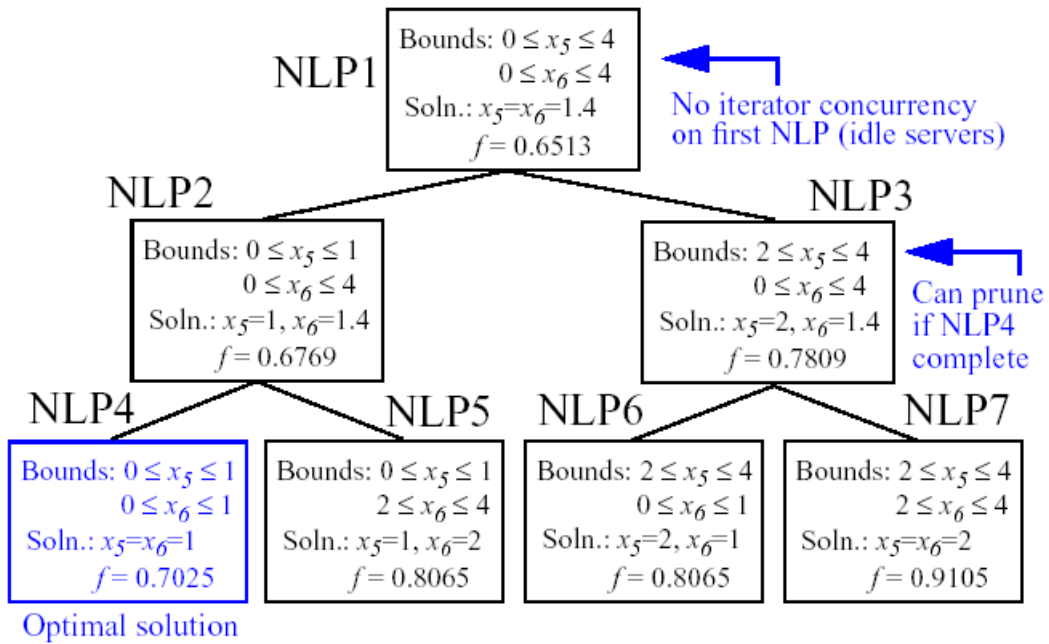 NLP1
Bounds: 0 ≤ x5 ≤ 4
0 ≤ x6 ≤ 4
Soln.: x5=x6=1.4
f = 0.6513
No iterator concurrency
on first NLP (idle servers)
NLP2
Bounds: 0 ≤ x5 ≤ 1
0 ≤ x6 ≤ 4
Soln.: x5=1, x6=1.4
f = 0.6769
NLP3
Bounds: 2 ≤ x5 ≤ 4
0 ≤ x6 ≤ 4
Soln.: x5=2, x6=1.4
f = 0.7809
Can prune
if NLP4
complete
NLP4
Bounds: 0 ≤ x5 ≤ 1
0 ≤ x6 ≤ 1
Soln.: x5=x6=1
f = 0.7025
Optimal solution
NLP5
Bounds: 0 ≤ x5 ≤ 1
2 ≤ x6 ≤ 4
Soln.: x5=1, x6=2
f = 0.8065
NLP6
Bounds: 2 ≤ x5 ≤ 4
0 ≤ x6 ≤ 1
Soln.: x5=2, x6=1
f = 0.8065
NLP7
Bounds: 2 ≤ x5 ≤ 4
2 ≤ x6 ≤ 4
Soln.: x5=x6=2
f = 0.9105